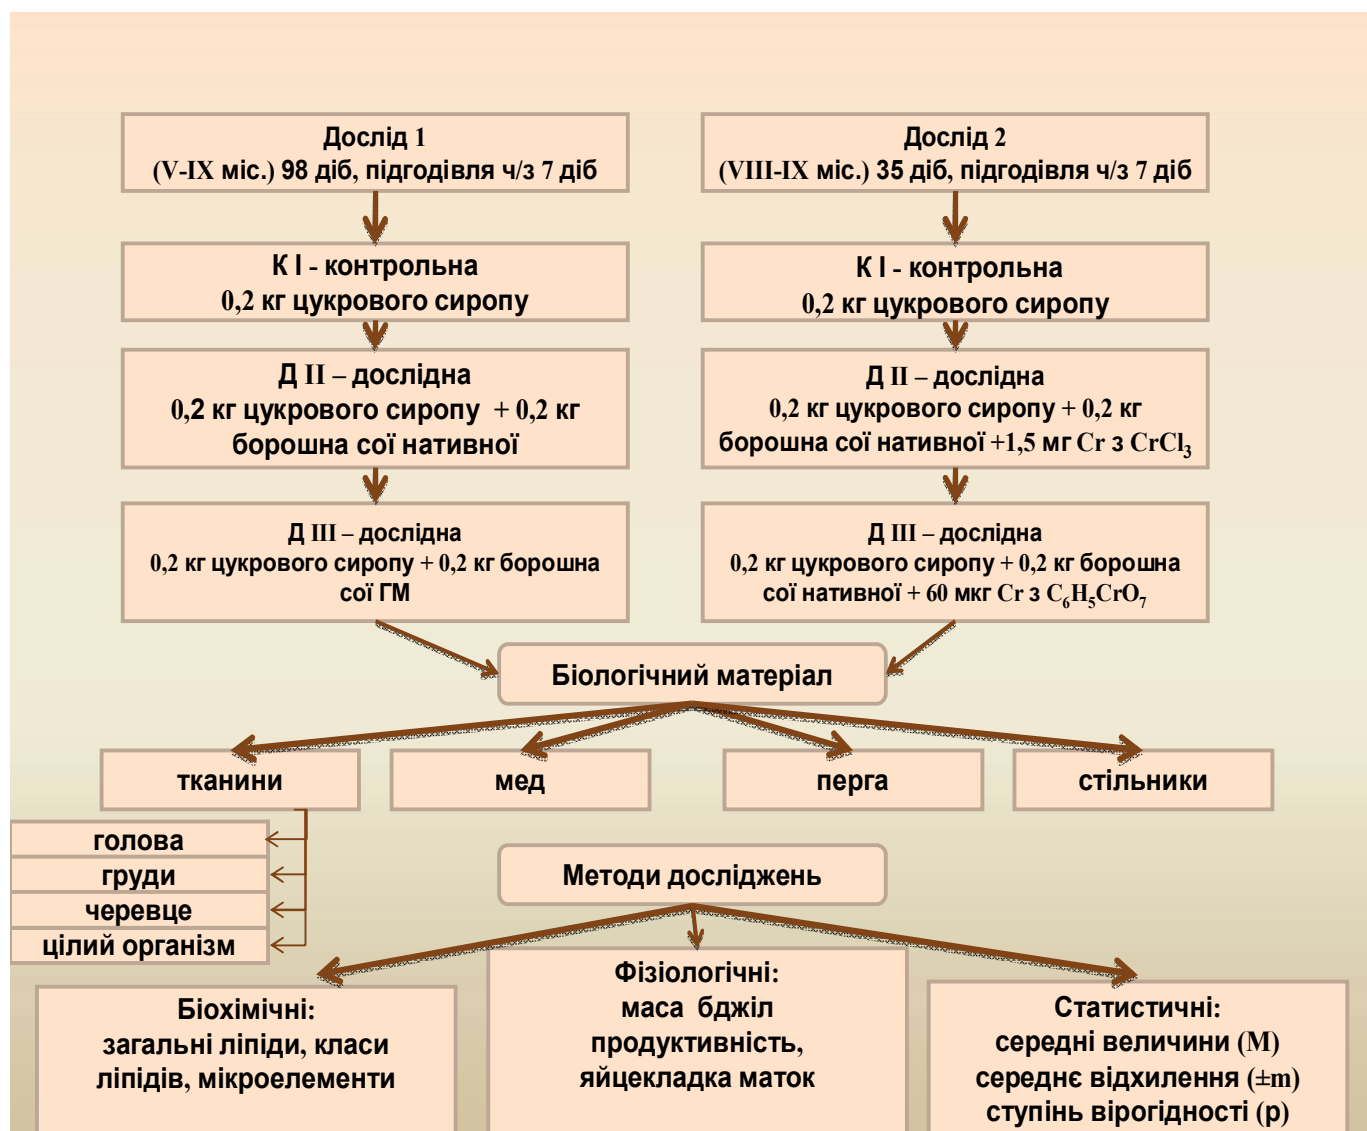 Дослід 1
(V-IX міс.) 98 діб, підгодівля ч/з 7 діб
Дослід 2
(VIII-IX міс.) 35 діб, підгодівля ч/з 7 діб
К І - контрольна
0,2 кг цукрового сиропу
К І - контрольна
0,2 кг цукрового сиропу
Д II – дослідна
0,2 кг цукрового сиропу + 0,2 кг
борошна сої нативної
Д II – дослідна
0,2 кг цукрового сиропу + 0,2 кг
борошна сої нативної +1,5 мг Cr з CrCl₃
Д III – дослідна
0,2 кг цукрового сиропу + 0,2 кг борошна
сої ГМ
Д III – дослідна
0,2 кг цукрового сиропу + 0,2 кг борошна
сої нативної + 60 мкг Cr з C₆H₅CrO₇
Біологічний матеріал
тканини
мед
перга
стільники
голова
груди
черевце
цілий організм
Методи досліджень
Біохімічні:
загальні ліпіди, класи
ліпідів, мікроелементи
Фізіологічні:
маса бджіл
продуктивність,
яйцекладка маток
Статистичні:
середні величини (М)
середнє відхилення (±m)
ступінь вірогідності (р)